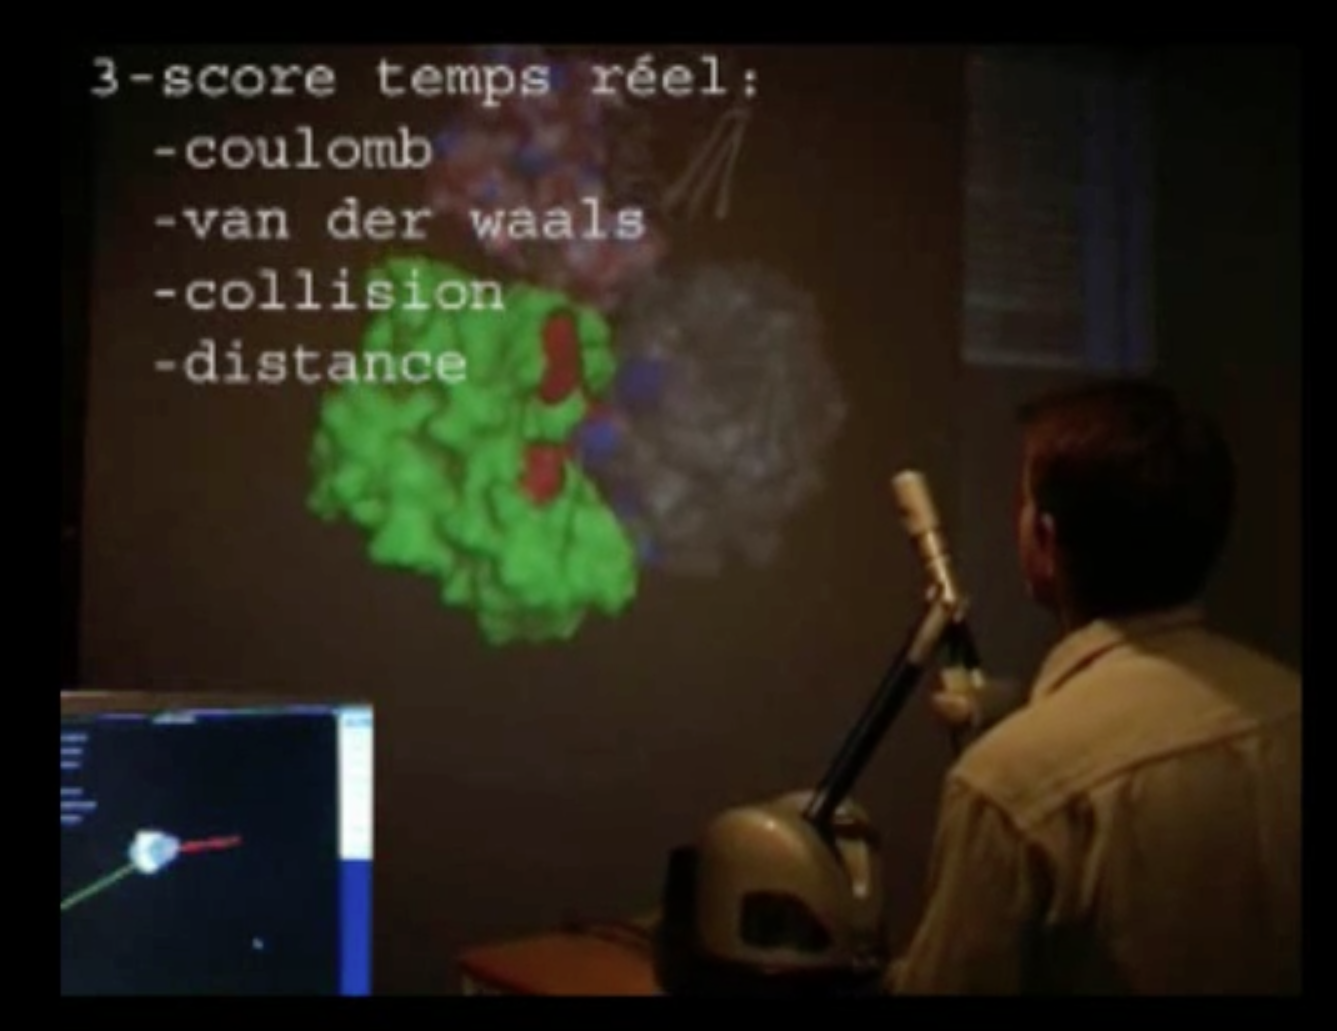 3-score temps réel:
-coulomb
-van der waals
-collision
-distance